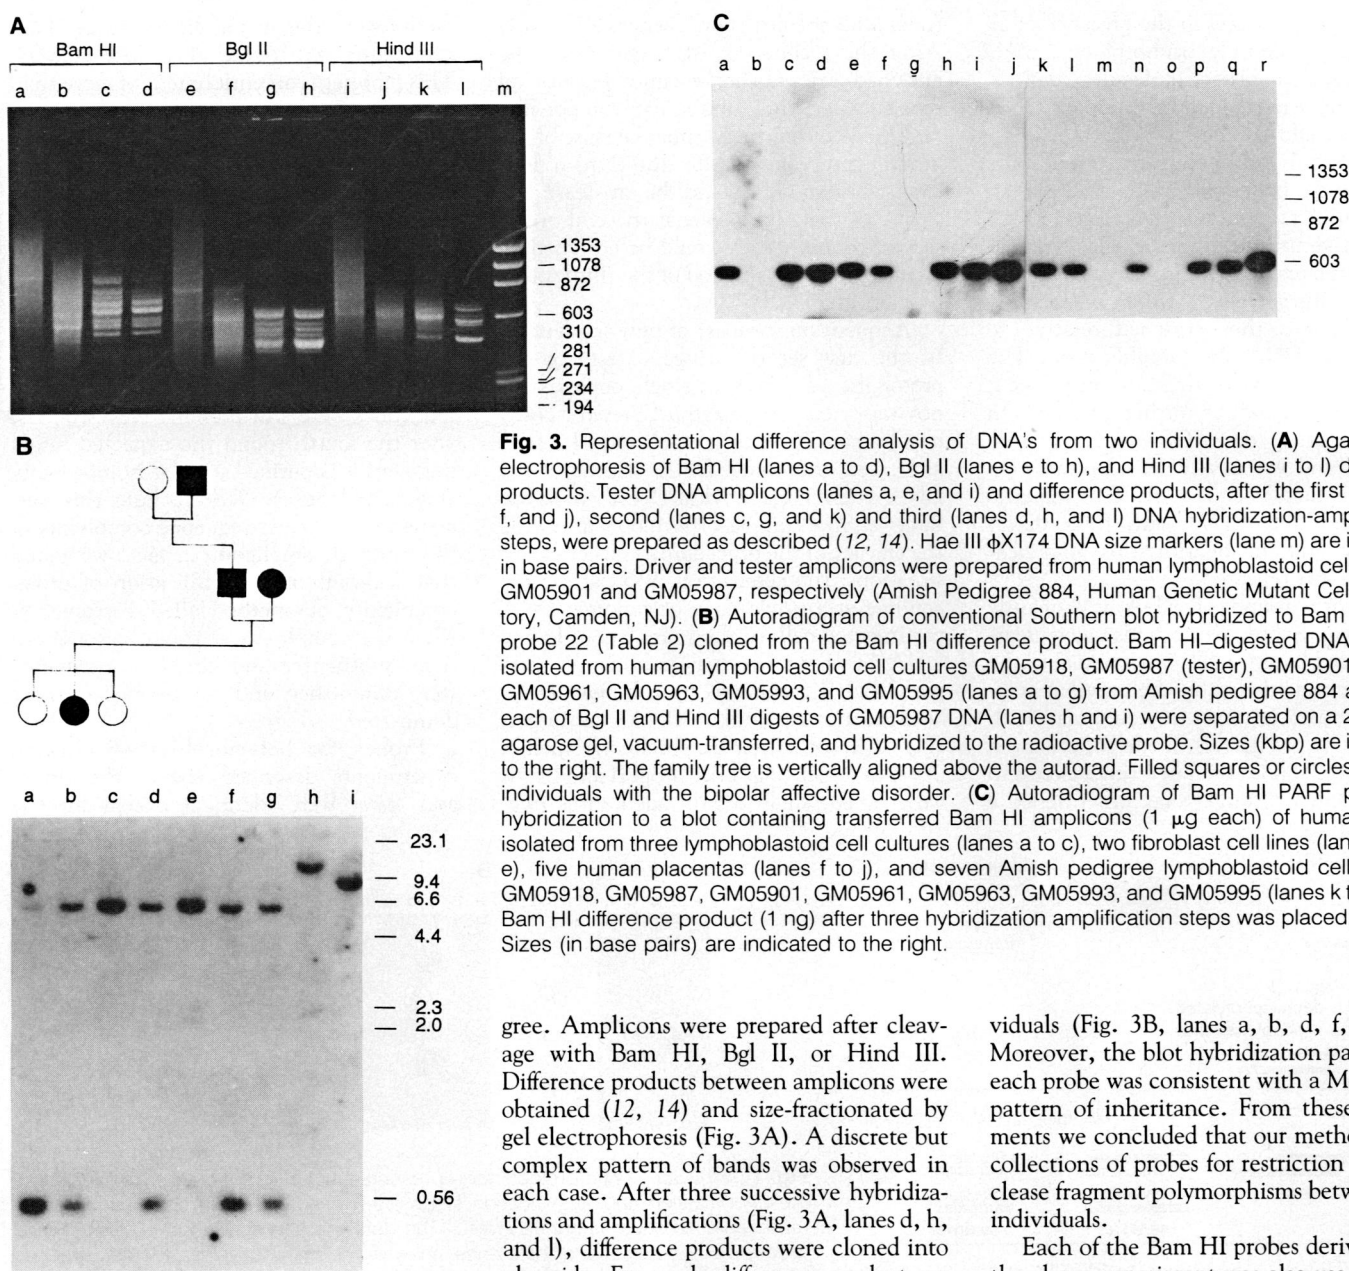 A
Bam HI Bgl II Hind III
a b c d e f g h i j k l m
1353
1078
872
603
310
281
271
234
194
C
a b c d e f g h i j k l m n o p q r
1353
1078
872
603
B
a b c d e f g h i
23.1
9.4
6.6
4.4
2.3
2.0
0.56
Fig. 3. Representational difference analysis of DNA's from two individuals. (A) Aga
electrophoresis of Bam HI (lanes a to d), Bgl II (lanes e to h), and Hind III (lanes i to l) d
products. Tester DNA amplicons (lanes a, e, and i) and difference products, after the first
f, and j), second (lanes c, g, and k) and third (lanes d, h, and l) DNA hybridization-amp
steps, were prepared as described (12, 14). Hae III ϕX174 DNA size markers (lane m) are i
in base pairs. Driver and tester amplicons were prepared from human lymphoblastoid cel
GM05901 and GM05987, respectively (Amish Pedigree 884, Human Genetic Mutant Cel
tory, Camden, NJ). (B) Autoradiogram of conventional Southern blot hybridized to Bam
probe 22 (Table 2) cloned from the Bam HI difference product. Bam HI–digested DNA
isolated from human lymphoblastoid cell cultures GM05918, GM05987 (tester), GM05901
GM05961, GM05963, GM05993, and GM05995 (lanes a to g) from Amish pedigree 884 a
each of Bgl II and Hind III digests of GM05987 DNA (lanes h and i) were separated on a 2
agarose gel, vacuum-transferred, and hybridized to the radioactive probe. Sizes (kbp) are i
to the right. The family tree is vertically aligned above the autorad. Filled squares or circles
individuals with the bipolar affective disorder. (C) Autoradiogram of Bam HI PARF p
hybridization to a blot containing transferred Bam HI amplicons (1 μg each) of huma
isolated from three lymphoblastoid cell cultures (lanes a to c), two fibroblast cell lines (lan
e), five human placentas (lanes f to j), and seven Amish pedigree lymphoblastoid cell
GM05918, GM05987, GM05901, GM05961, GM05963, GM05993, and GM05995 (lanes k t
Bam HI difference product (1 ng) after three hybridization amplification steps was placed
Sizes (in base pairs) are indicated to the right.
gree. Amplicons were prepared after cleav-
age with Bam HI, Bgl II, or Hind III.
Difference products between amplicons were
obtained (12, 14) and size-fractionated by
gel electrophoresis (Fig. 3A). A discrete but
complex pattern of bands was observed in
each case. After three successive hybridiza-
tions and amplifications (Fig. 3A, lanes d, h,
and l), difference products were cloned into
viduals (Fig. 3B, lanes a, b, d, f,
Moreover, the blot hybridization pa
each probe was consistent with a M
pattern of inheritance. From these
ments we concluded that our metho
collections of probes for restriction
clease fragment polymorphisms betw
individuals.
Each of the Bam HI probes deriv